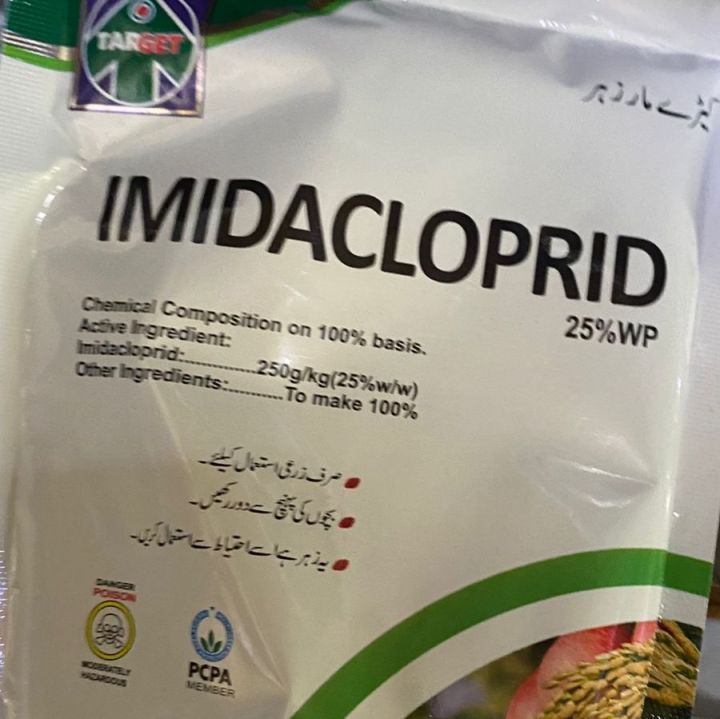 TARGET
کیڑے مار زہر
IMIDACLOPRID
25%WP
Chemical Composition on 100% basis.
Active Ingredient:
Imidacloprid:..............250g/kg(25%w/w)
Other Ingredients:..........To make 100%
صرف زرعی استعمال کیلئے۔
بچوں کی پہنچ سے دور رکھیں۔
یہ زہر ہے اسے احتیاط سے استعمال کریں۔
DANGER
POISON
MODERATELY
HAZARDOUS
PCPA
MEMBER